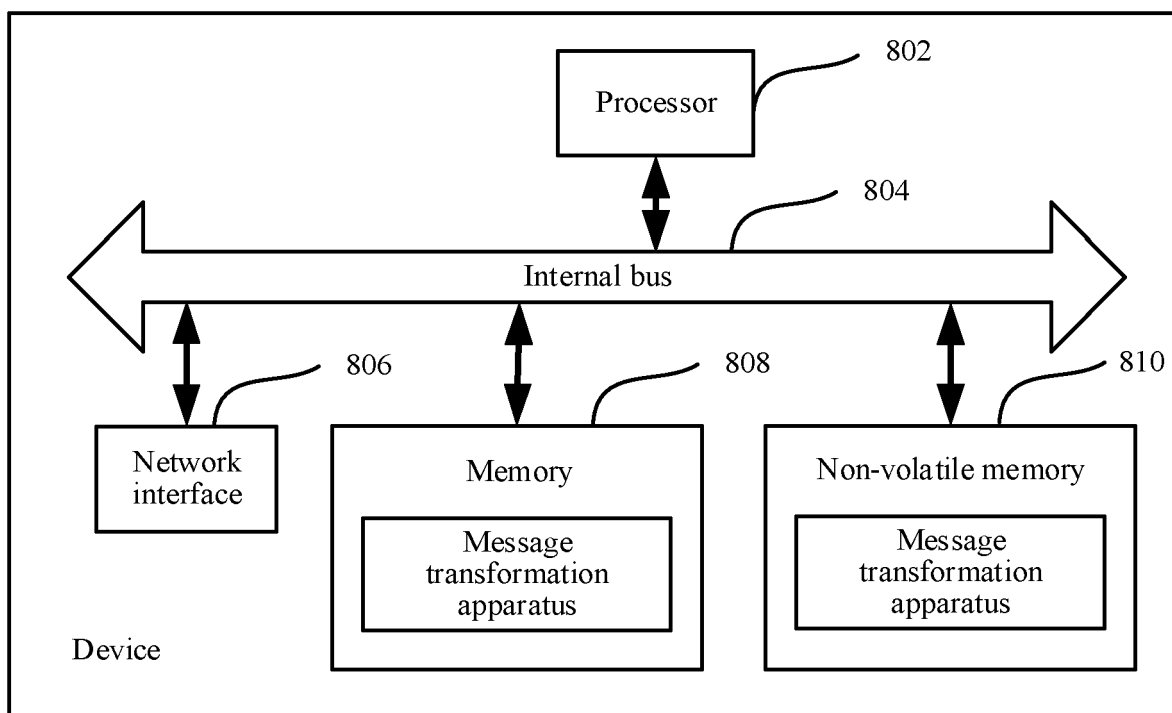 802
Processor
804
Internal bus
806
808
810
Network
interface
Memory
Message
transformation
apparatus
Non-volatile memory
Message
transformation
apparatus
Device